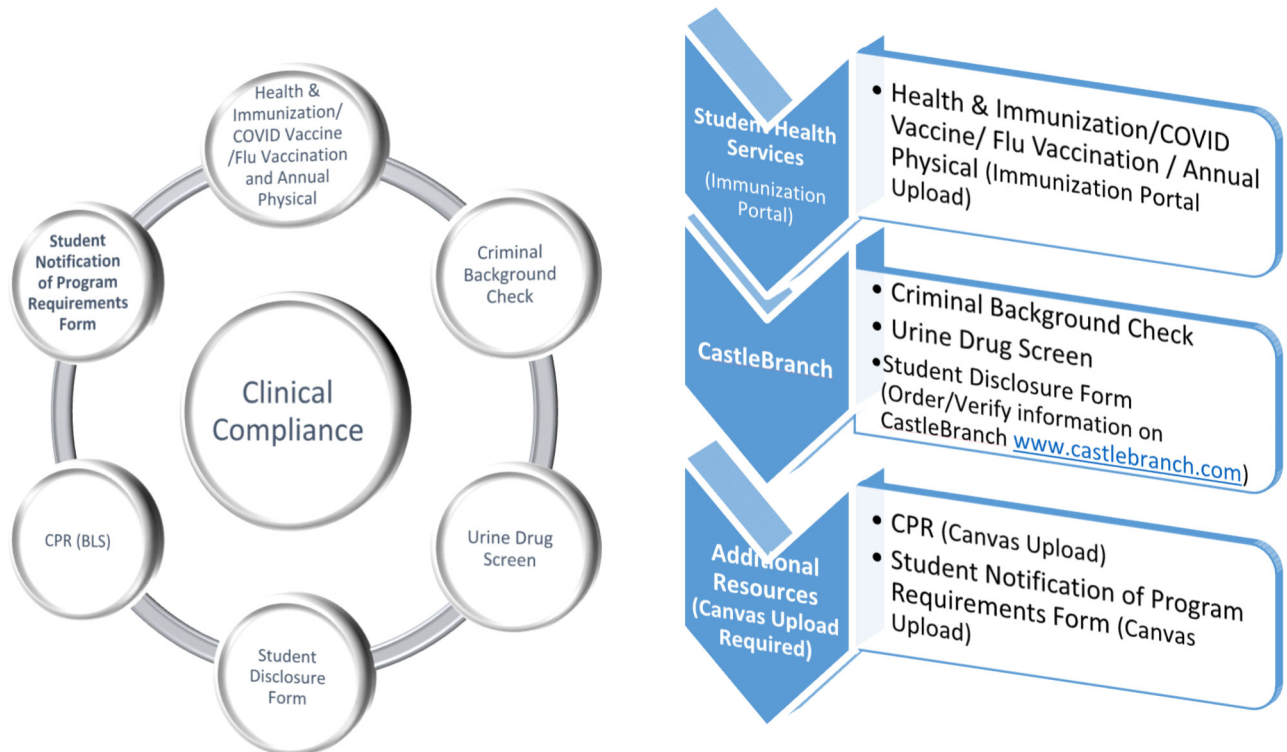 Health &
Immunization/
COVID Vaccine
/Flu Vaccination
and Annual
Physical
Criminal
Background
Check
Urine Drug
Screen
Student
Disclosure
Form
CPR (BLS)
Student
Notification
of Program
Requirements
Form
Clinical
Compliance
Student Health
Services
(Immunization
Portal)
• Health & Immunization/COVID
Vaccine/ Flu Vaccination / Annual
Physical (Immunization Portal
Upload)
CastleBranch
• Criminal Background Check
• Urine Drug Screen
•Student Disclosure Form
(Order/Verify information on
CastleBranch www.castlebranch.com)
Additional
Resources
(Canvas Upload
Required)
• CPR (Canvas Upload)
• Student Notification of Program
Requirements Form (Canvas
Upload)